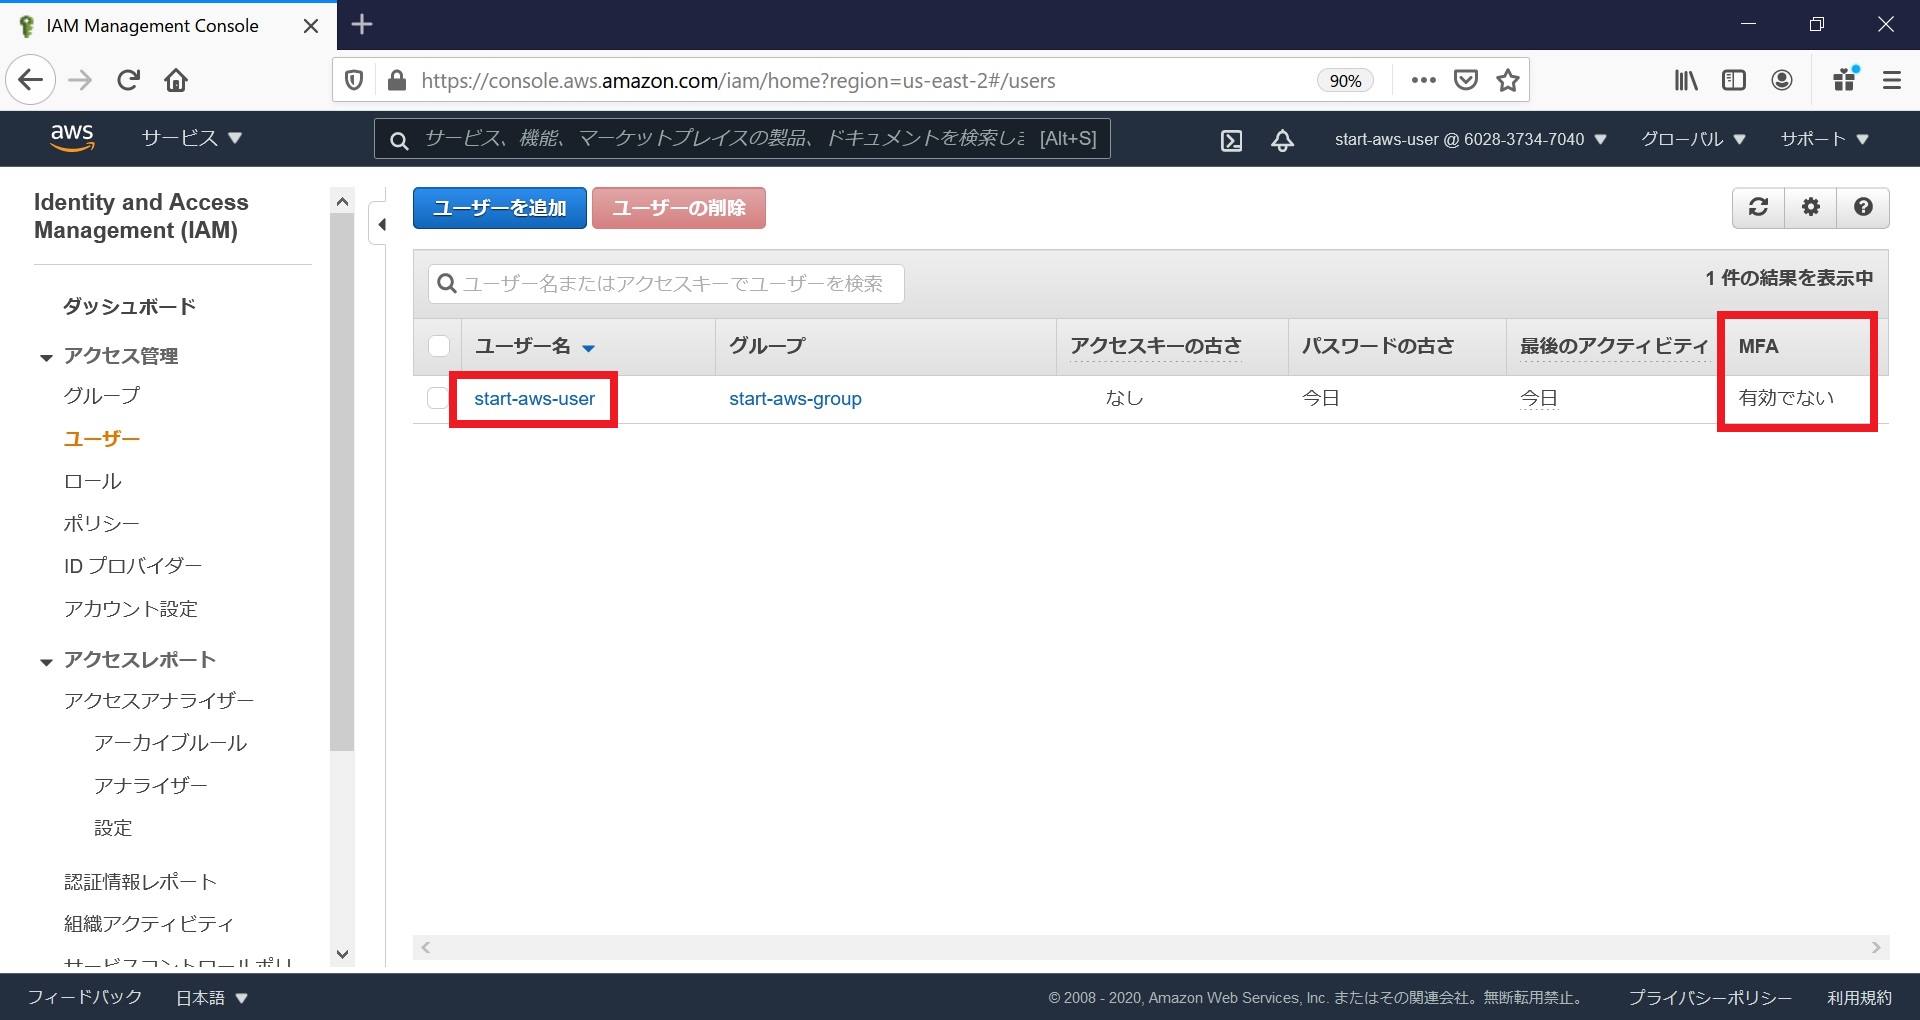 IAM Management Console
https://console.aws.amazon.com/iam/home?region=us-east-2#/users
90%
aws
サービス
サービス、機能、マーケットプレイスの製品、ドキュメントを検索しま
[Alt+S]
start-aws-user @ 6028-3734-7040
グローバル
サポート
Identity and Access
Management (IAM)
ダッシュボード
アクセス管理
グループ
ユーザー
ロール
ポリシー
ID プロバイダー
アカウント設定
アクセスレポート
アクセスアナライザー
アーカイブルール
アナライザー
設定
認証情報レポート
組織アクティビティ
サービスコントロールポリ
ユーザーを追加
ユーザーの削除
ユーザー名またはアクセスキーでユーザーを検索
1 件の結果を表示中
ユーザー名 グループ アクセスキーの古さ パスワードの古さ 最後のアクティビティ MFA
start-aws-user start-aws-group なし 今日 今日 有効でない
フィードバック
日本語
© 2008 - 2020, Amazon Web Services, Inc. またはその関連会社。無断転用禁止。
プライバシーポリシー
利用規約